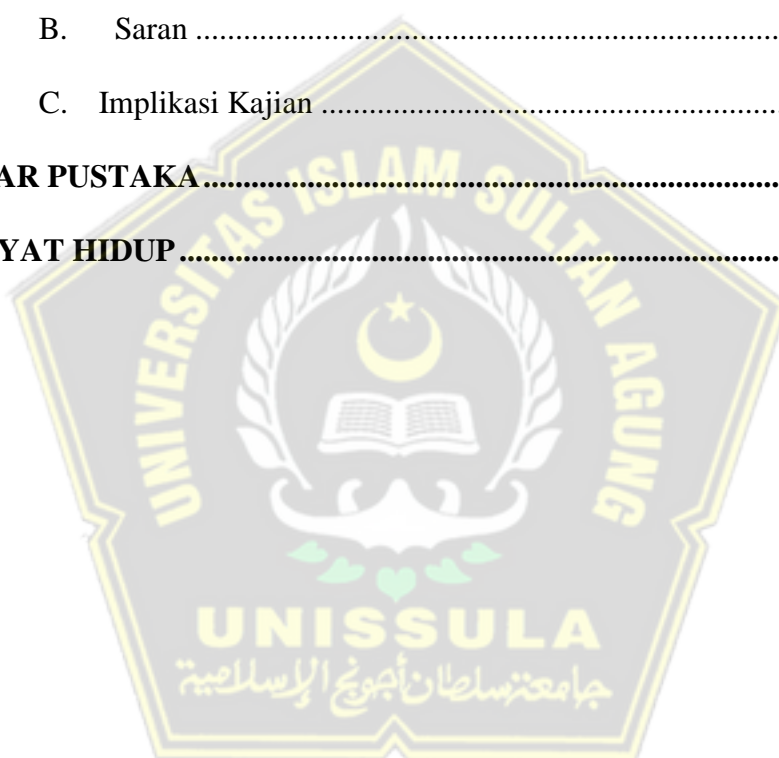 B. Saran ........................................................................
C. Implikasi Kajian ........................................................
AR PUSTAKA........................................................................
YAT HIDUP........................................................................
UNIVERSITAS ISLAM SULTAN AGUNG
UNISSULA
جامعة سلطان أجونج الإسلامية